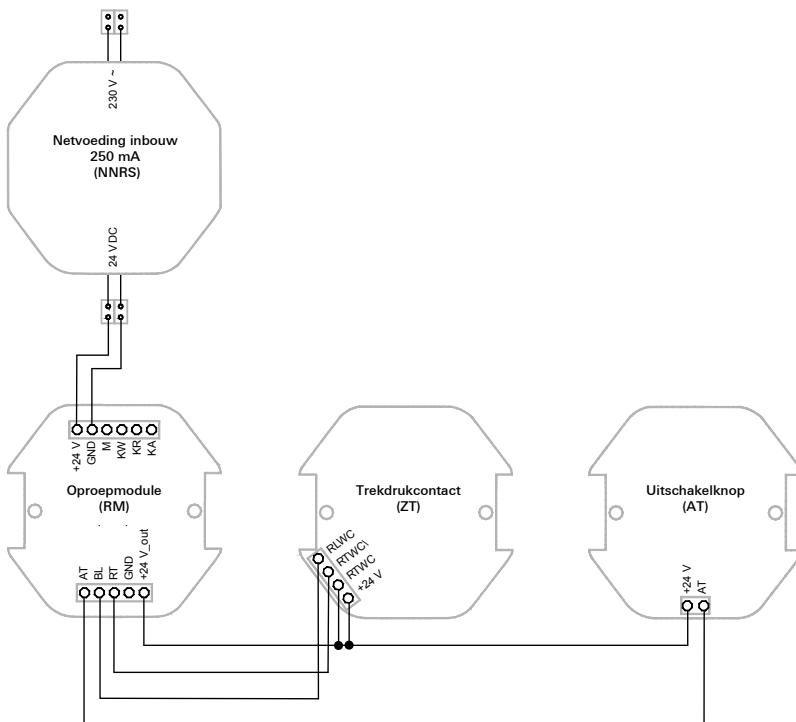 230 V ~
Netvoeding inbouw
250 mA
(NNRS)
24 V DC
+24 V
GND
M
KW
KR
KA
Oproepmodule
(RM)
AT
BL
RT
GND
+24 V_out
Trekdrukcontact
(ZT)
RLWC
RTWC\
RTWC
+24 V
Uitschakelknop
(AT)
+24 V
AT